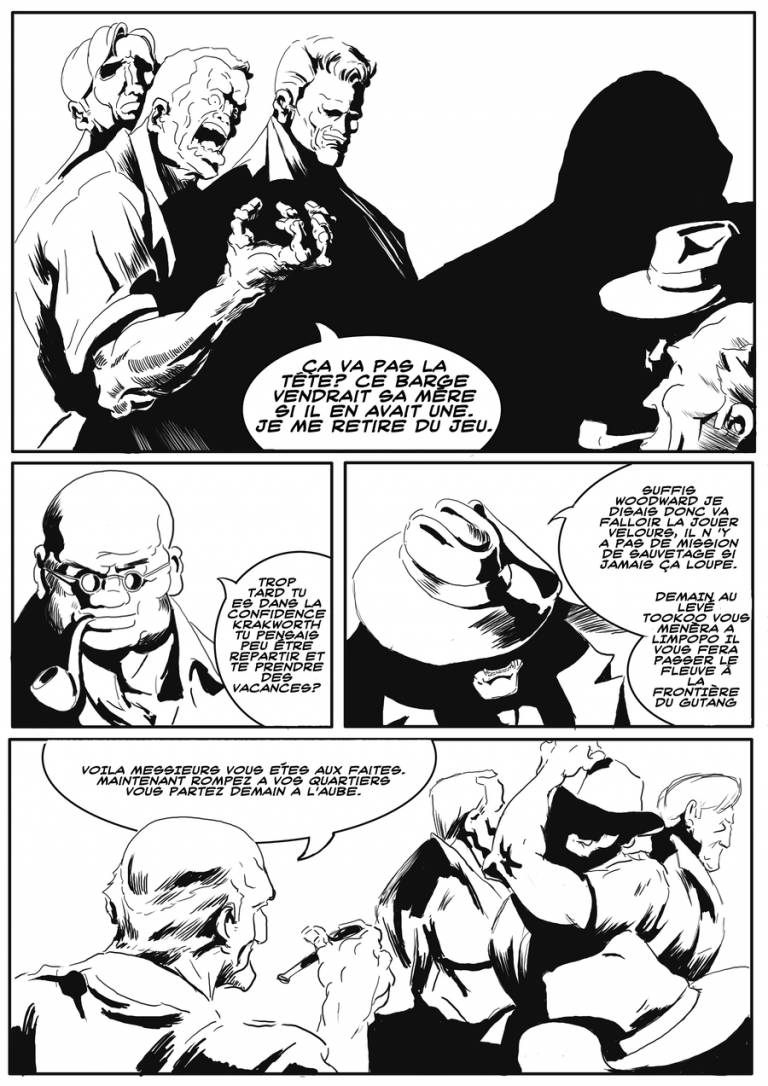 ÇA VA PAS LA
TÊTE? CE BARGE
VENDRAIT SA MÈRE
SI IL EN AVAIT UNE.
JE ME RETIRE DU JEU.
TROP
TARD TU
ES DANS LA
CONFIDENCE
KRAKWORTH
TU PENSAIS
PEU ÊTRE
REPARTIR ET
TE PRENDRE
DES
VACANCES?
SUFFIS
WOODWARD JE
DISAIS DONC VA
FALLOIR LA JOUER
VELOURS, IL N 'Y
A PAS DE MISSION
DE SAUVETAGE SI
JAMAIS ÇA LOUPE.
DEMAIN AU
LEVÉ
TOOKOO VOUS
MENÈRA A
LIMPOPO IL
VOUS FERA
PASSER LE
FLEUVE À
LA
FRONTIÈRE
DU GUTANG
VOILA MESSIEURS VOUS ÉTES AUX FAITES.
MAINTENANT ROMPEZ A VOS QUARTIERS
VOUS PARTEZ DEMAIN A L'AUBE.